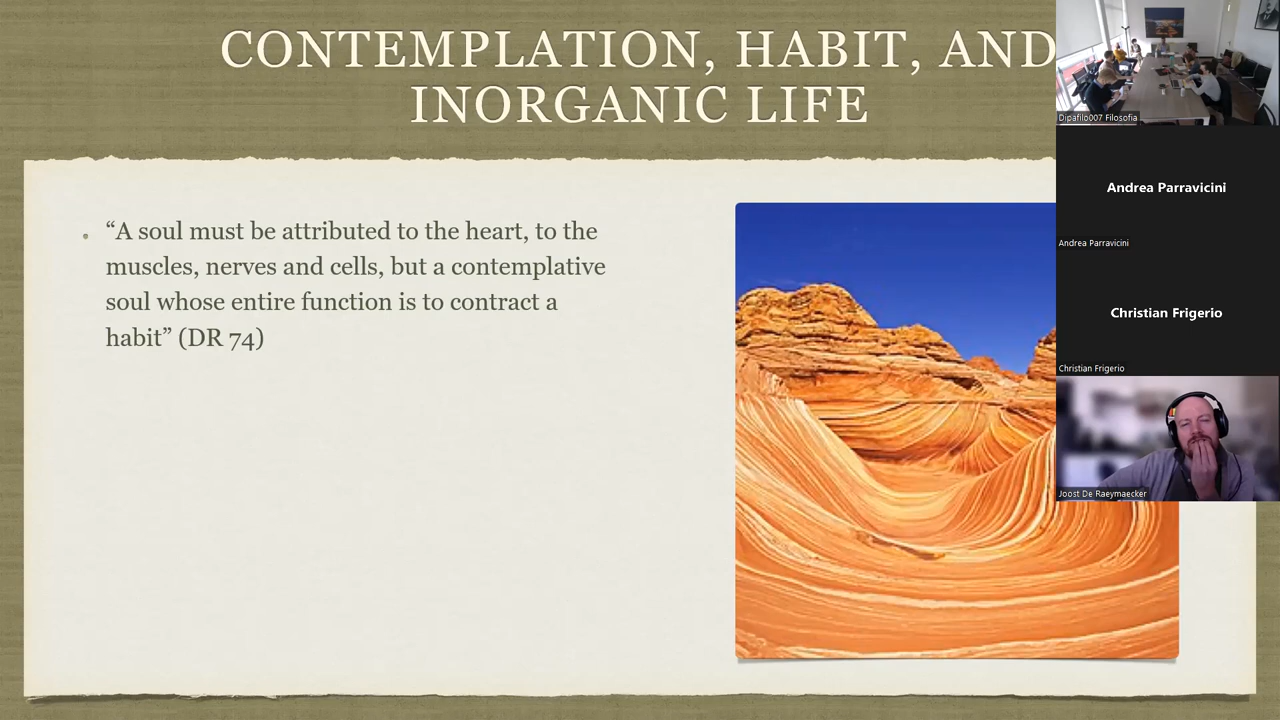 CONTEMPLATION, HABIT, AND
INORGANIC LIFE
“A soul must be attributed to the heart, to the
muscles, nerves and cells, but a contemplative
soul whose entire function is to contract a
habit” (DR 74)
Dipafilo007 Filosofia
Andrea Parravicini
Andrea Parravicini
Christian Frigerio
Christian Frigerio
Joost De Raeymaecker